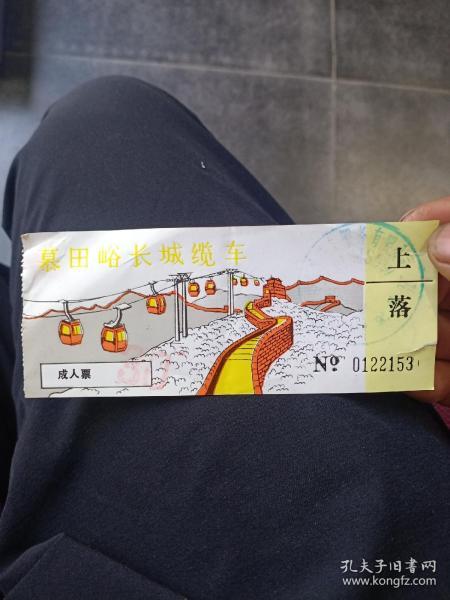 慕田峪长城缆车
上
落
成人票
Nº 0122153
孔夫子旧书网
www.kongfz.com